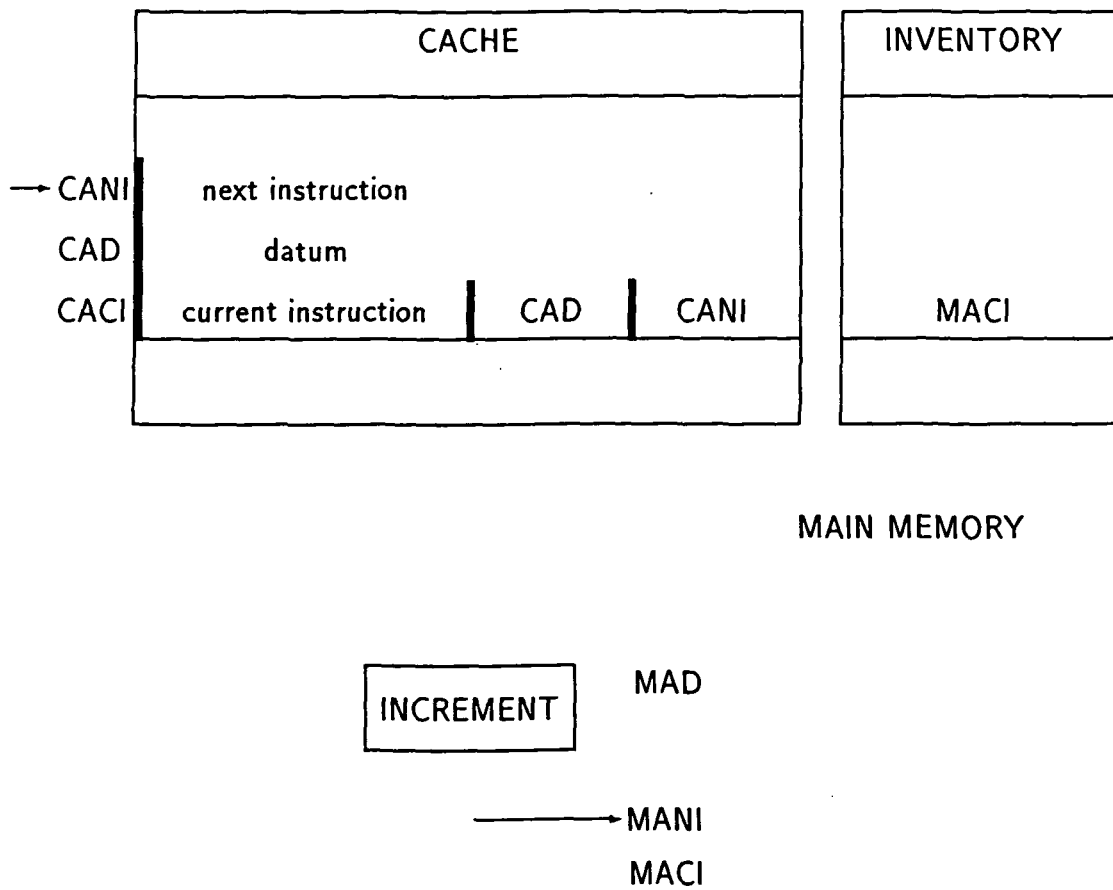 CACHE INVENTORY
→ CANI next instruction
CAD datum
CACI current instruction CAD CANI MACI
MAIN MEMORY
MAD
INCREMENT
→ MANI
MACI